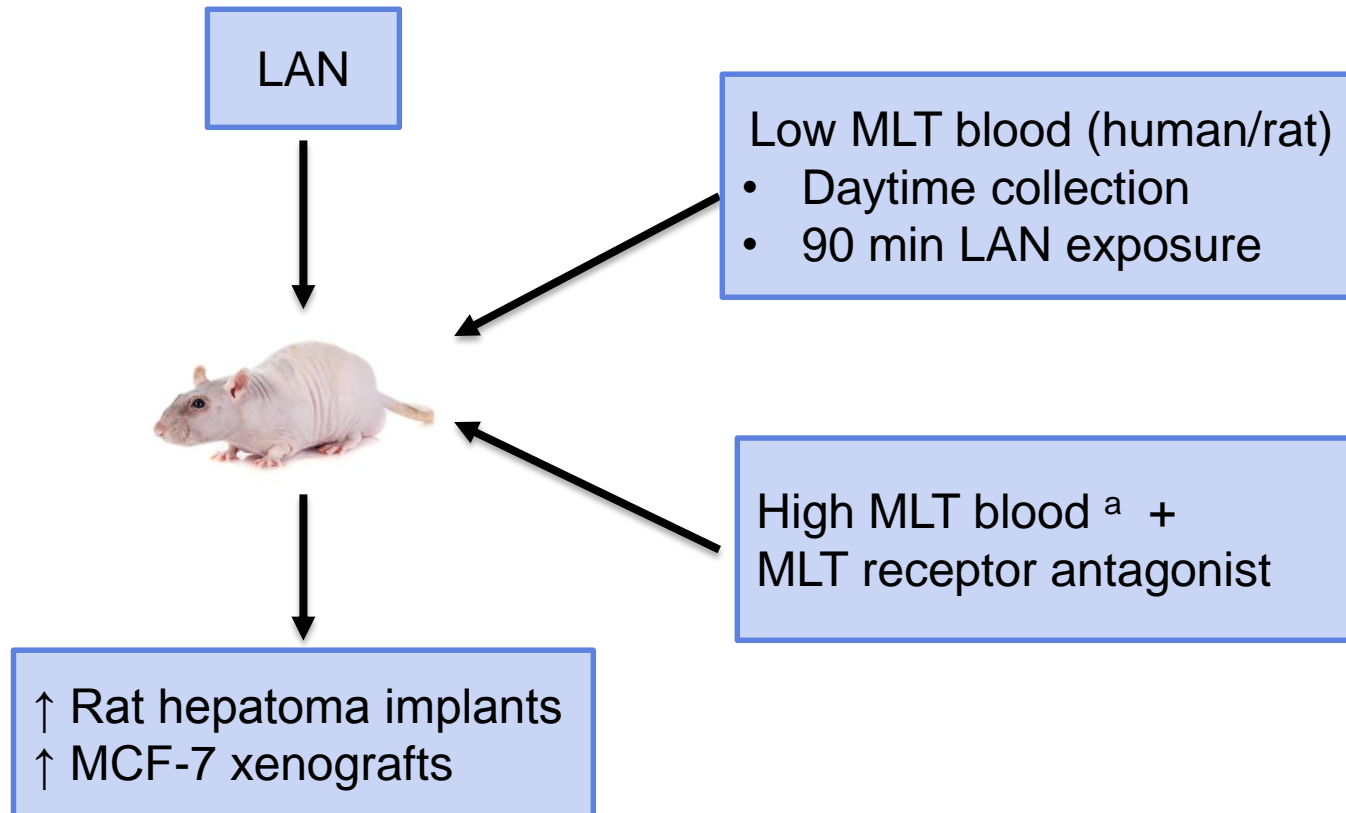 LAN
Low MLT blood (human/rat)
• Daytime collection
• 90 min LAN exposure
High MLT blood ᵃ +
MLT receptor antagonist
↑ Rat hepatoma implants
↑ MCF-7 xenografts